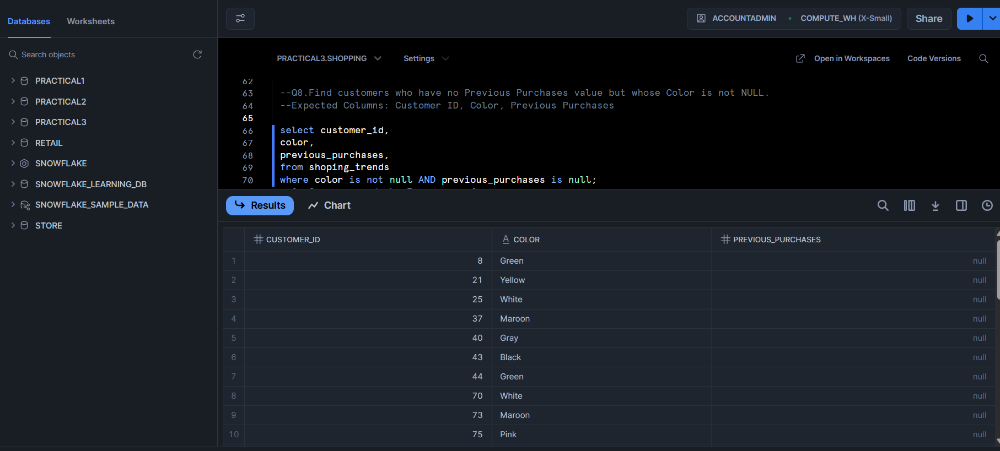 Databases Worksheets
ACCOUNTADMIN COMPUTE_WH (X-Small) Share
Search objects
PRACTICAL1
PRACTICAL2
PRACTICAL3
RETAIL
SNOWFLAKE
SNOWFLAKE_LEARNING_DB
SNOWFLAKE_SAMPLE_DATA
STORE
PRACTICAL3.SHOPPING Settings Open in Workspaces Code Versions
62
63 --Q8.Find customers who have no Previous Purchases value but whose Color is not NULL.
64 --Expected Columns: Customer ID, Color, Previous Purchases
65
66 select customer_id,
67 color,
68 previous_purchases,
69 from shoping_trends
70 where color is not null AND previous_purchases is null;
Results Chart
CUSTOMER_ID A COLOR PREVIOUS_PURCHASES
1 8 Green null
2 21 Yellow null
3 25 White null
4 37 Maroon null
5 40 Gray null
6 43 Black null
7 44 Green null
8 70 White null
9 73 Maroon null
10 75 Pink null